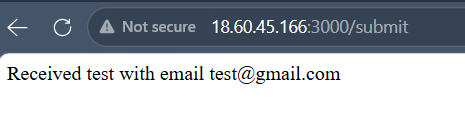 Not secure 18.60.45.166:3000/submit
Received test with email test@gmail.com